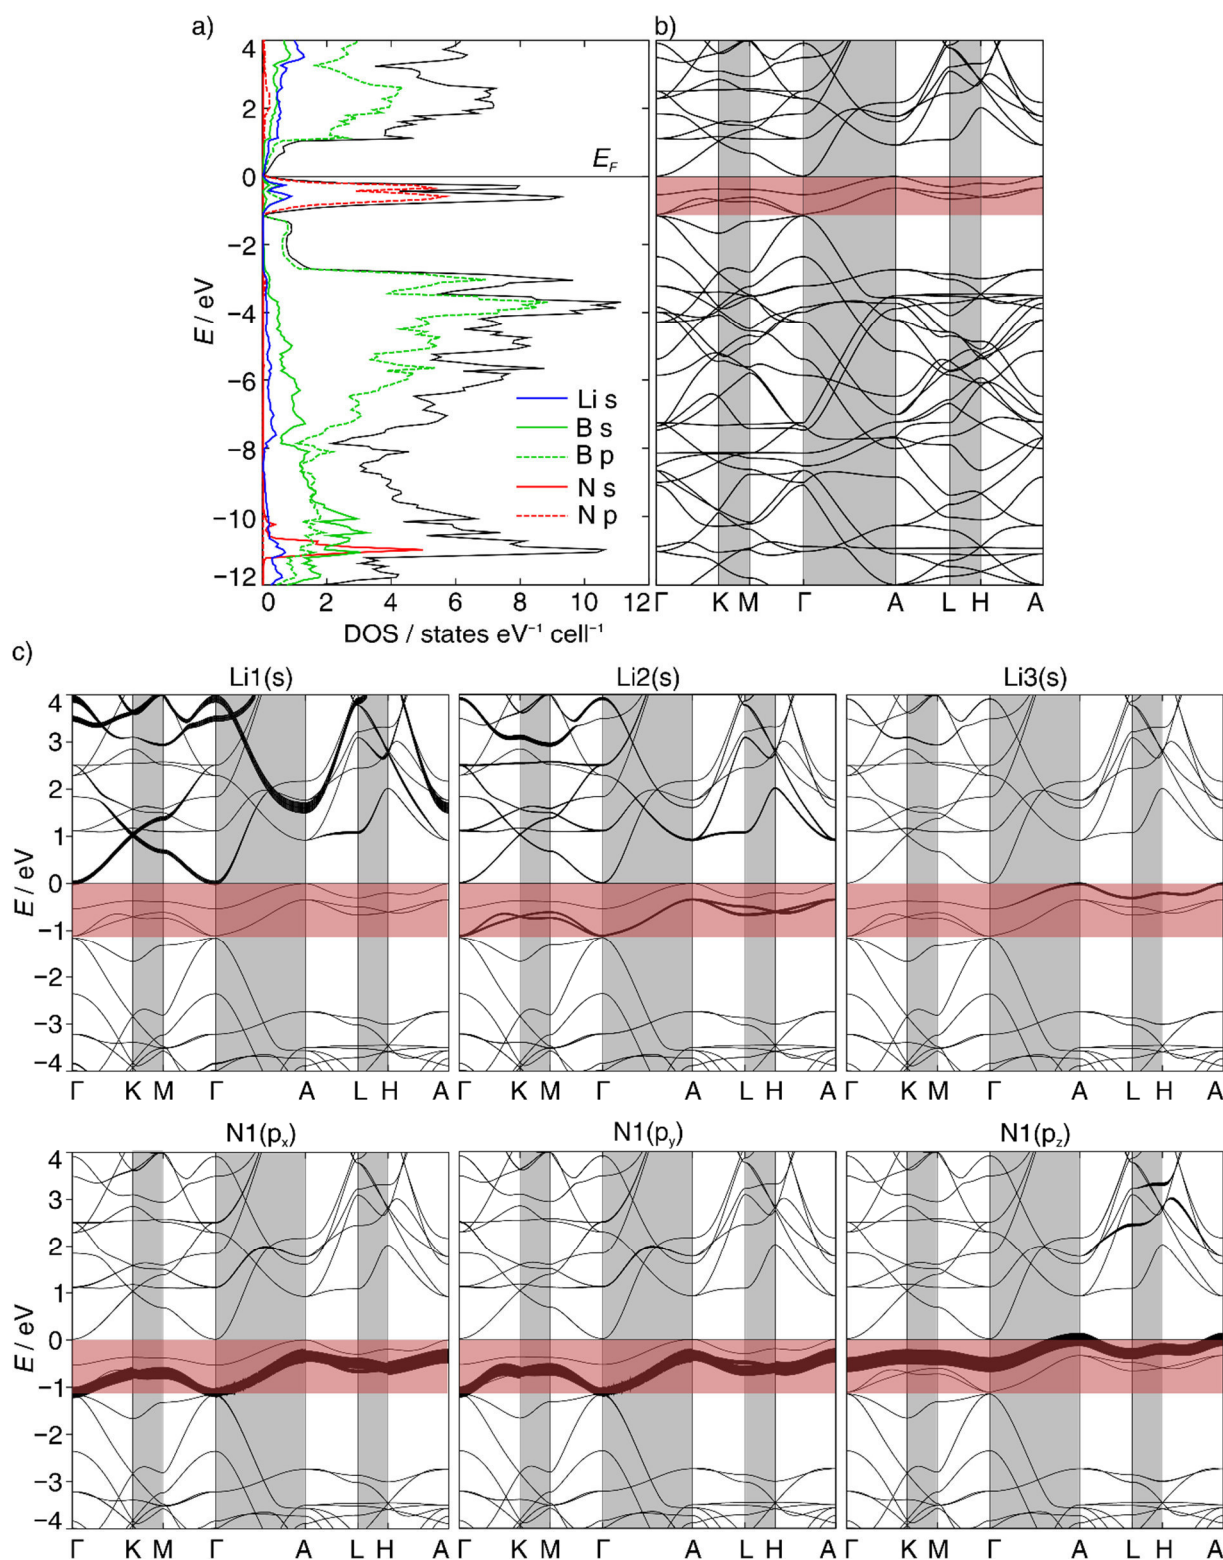 a)
b)
4
2
0
−2
−4
−6
−8
−10
−12
E / eV
E_F
Li s
B s
B p
N s
N p
0 2 4 6 8 10 12
DOS / states eV⁻¹ cell⁻¹
Γ K M Γ A L H A
c)
Li1(s) Li2(s) Li3(s)
4
3
2
1
0
−1
−2
−3
−4
E / eV
Γ K M Γ A L H A Γ K M Γ A L H A Γ K M Γ A L H A
N1(pₓ) N1(p_y) N1(p_z)
4
3
2
1
0
−1
−2
−3
−4
E / eV
Γ K M Γ A L H A Γ K M Γ A L H A Γ K M Γ A L H A